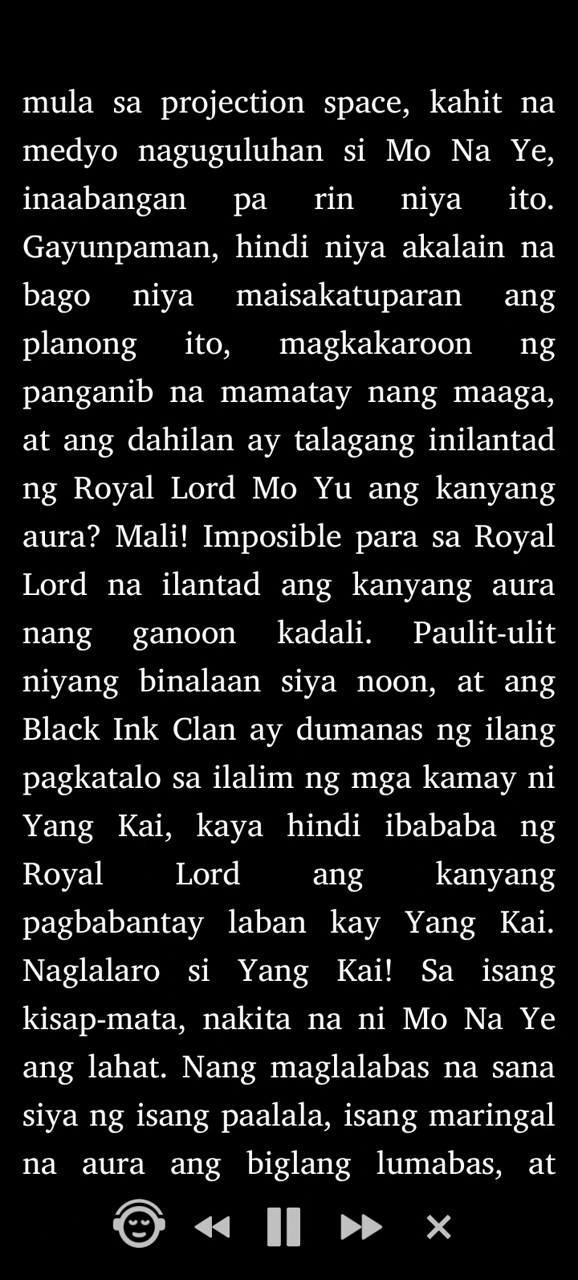 mula sa projection space, kahit na
medyo naguguluhan si Mo Na Ye,
inaabangan pa rin niya ito.
Gayunpaman, hindi niya akalain na
bago niya maisakatuparan ang
planong ito, magkakaroon ng
panganib na mamatay nang maaga,
at ang dahilan ay talagang inilantad
ng Royal Lord Mo Yu ang kanyang
aura? Mali! Imposible para sa Royal
Lord na ilantad ang kanyang aura
nang ganoon kadali. Paulit-ulit
niyang binalaan siya noon, at ang
Black Ink Clan ay dumanas ng ilang
pagkatalo sa ilalim ng mga kamay ni
Yang Kai, kaya hindi ibababa ng
Royal Lord ang kanyang
pagbabantay laban kay Yang Kai.
Naglalaro si Yang Kai! Sa isang
kisap-mata, nakita na ni Mo Na Ye
ang lahat. Nang maglalabas na sana
siya ng isang paalala, isang maringal
na aura ang biglang lumabas, at